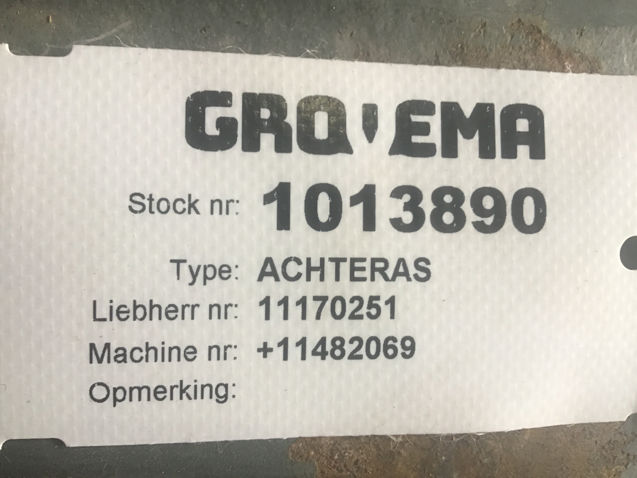 GROVEMA
Stock nr: 1013890
Type: ACHTERAS
Liebherr nr: 11170251
Machine nr: +11482069
Opmerking: